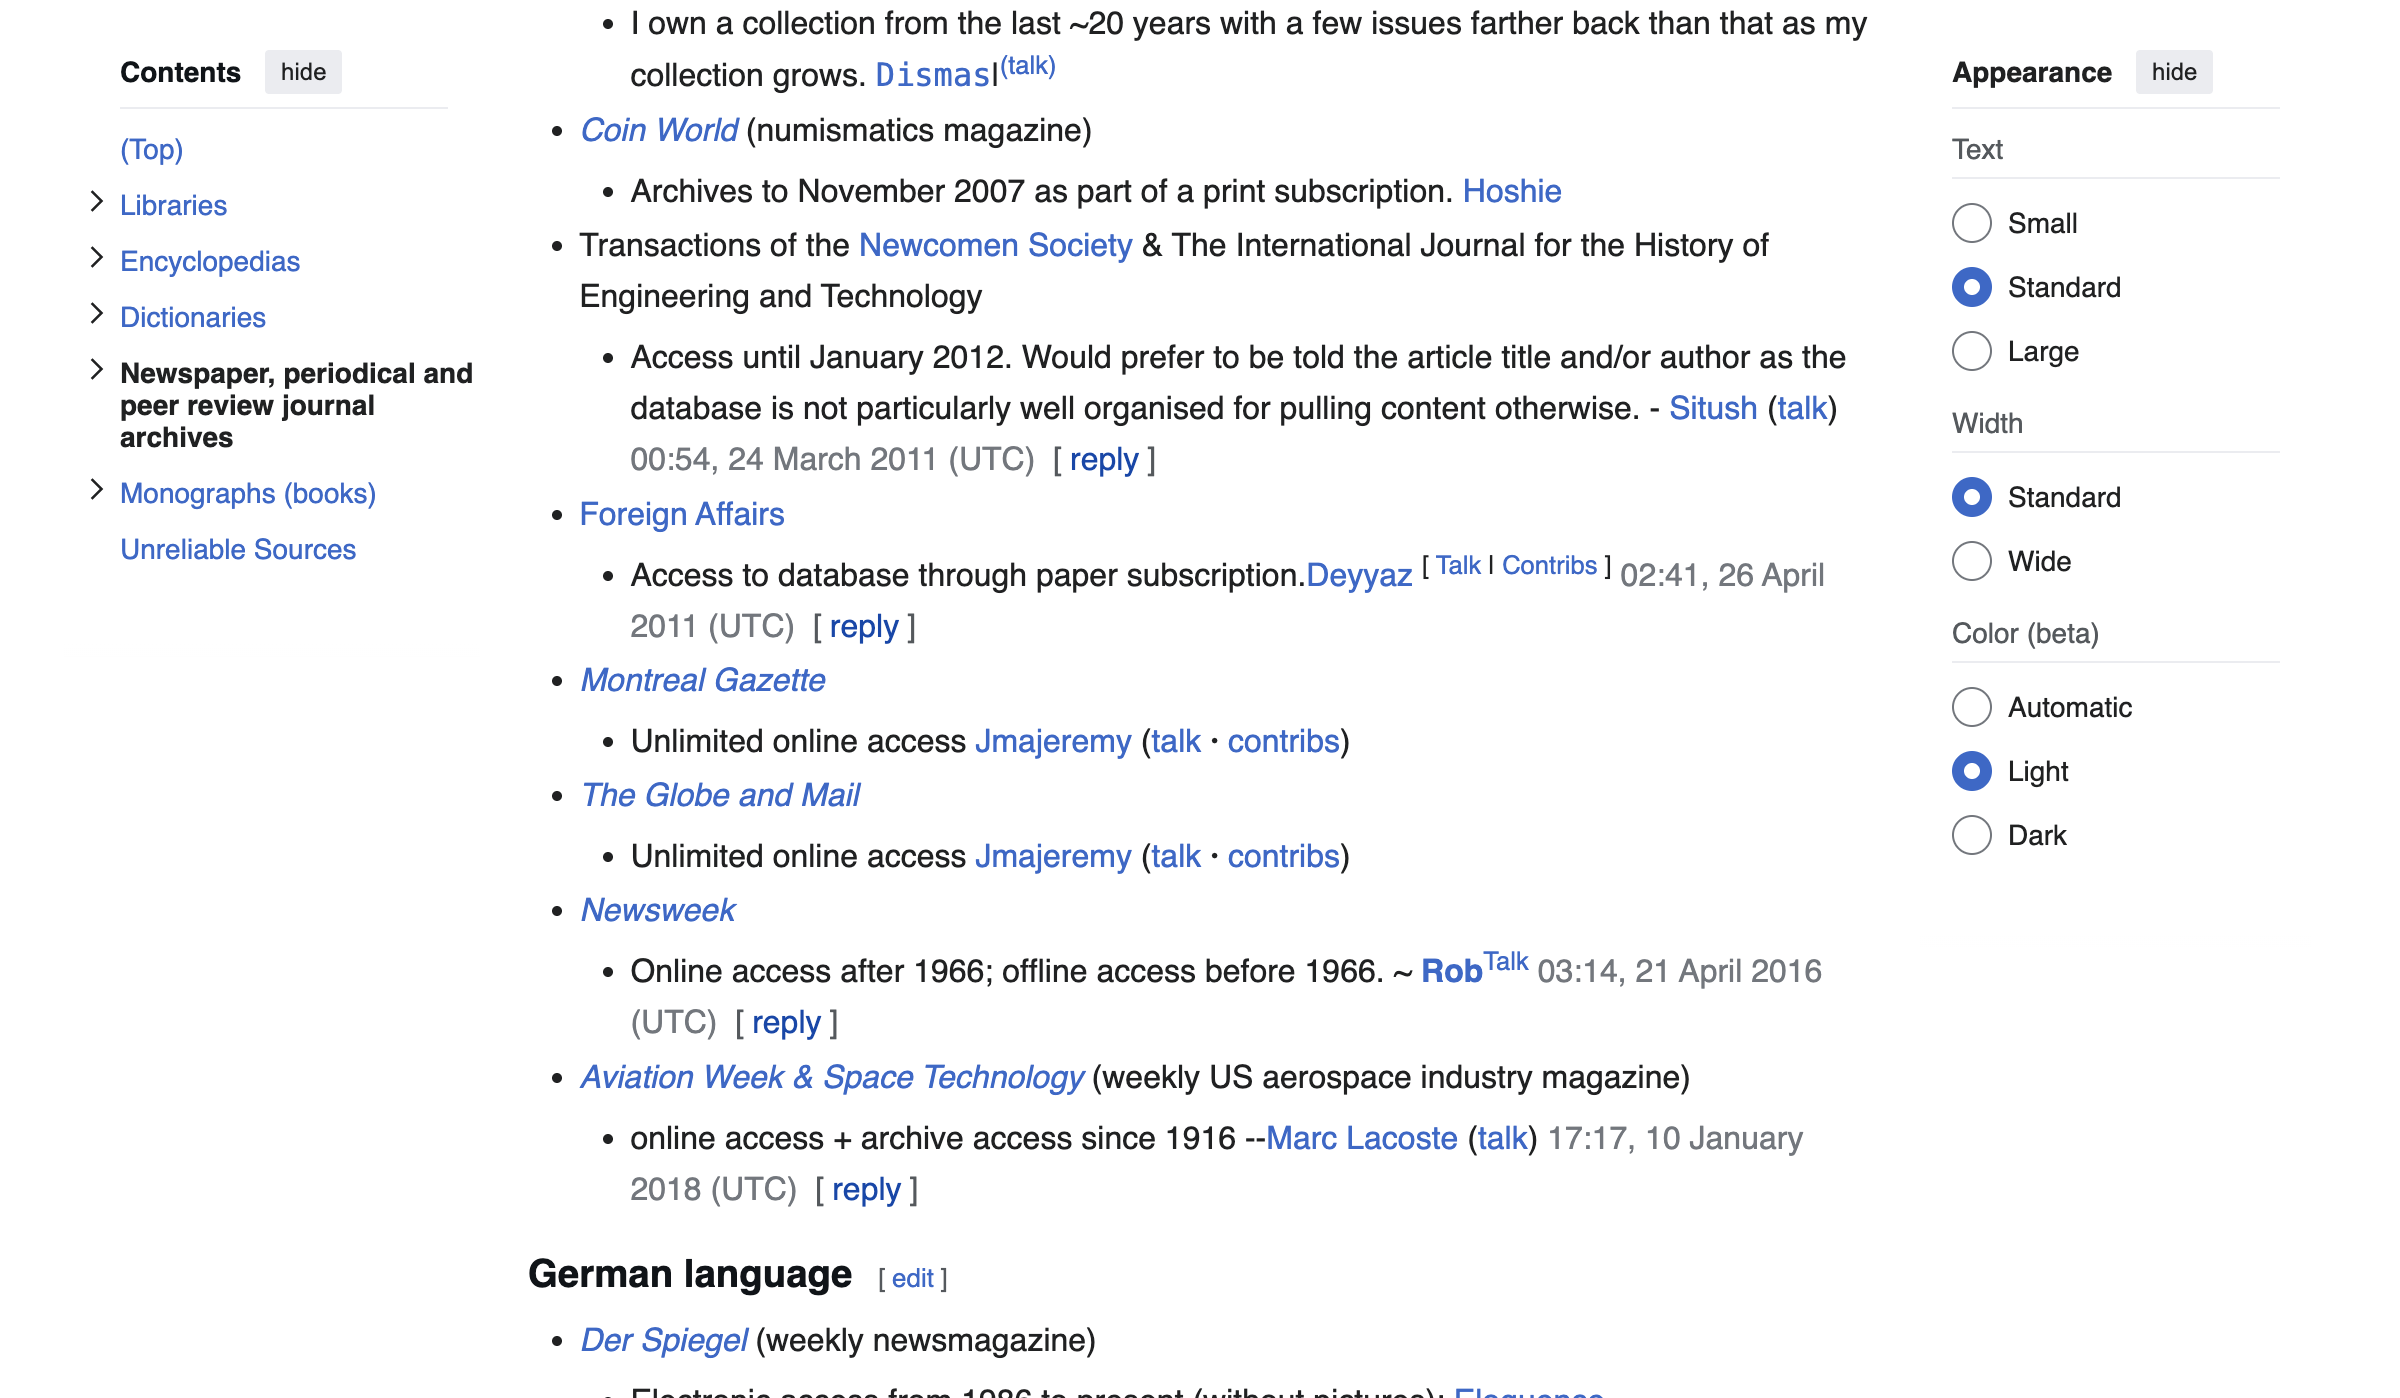 Contents hide
(Top)
Libraries
Encyclopedias
Dictionaries
Newspaper, periodical and
peer review journal
archives
Monographs (books)
Unreliable Sources
I own a collection from the last ~20 years with a few issues farther back than that as my
collection grows. Dismas|(talk)
Coin World (numismatics magazine)
Archives to November 2007 as part of a print subscription. Hoshie
Transactions of the Newcomen Society & The International Journal for the History of
Engineering and Technology
Access until January 2012. Would prefer to be told the article title and/or author as the
database is not particularly well organised for pulling content otherwise. - Sitush (talk)
00:54, 24 March 2011 (UTC) [ reply ]
Foreign Affairs
Access to database through paper subscription.Deyyaz [ Talk | Contribs ] 02:41, 26 April
2011 (UTC) [ reply ]
Montreal Gazette
Unlimited online access Jmajeremy (talk · contribs)
The Globe and Mail
Unlimited online access Jmajeremy (talk · contribs)
Newsweek
Online access after 1966; offline access before 1966. ~ RobTalk 03:14, 21 April 2016
(UTC) [ reply ]
Aviation Week & Space Technology (weekly US aerospace industry magazine)
online access + archive access since 1916 --Marc Lacoste (talk) 17:17, 10 January
2018 (UTC) [ reply ]
German language [ edit ]
Der Spiegel (weekly newsmagazine)
Electronic access from 1986 to present (without pictures): Eloquence
Appearance hide
Text
Small
Standard
Large
Width
Standard
Wide
Color (beta)
Automatic
Light
Dark